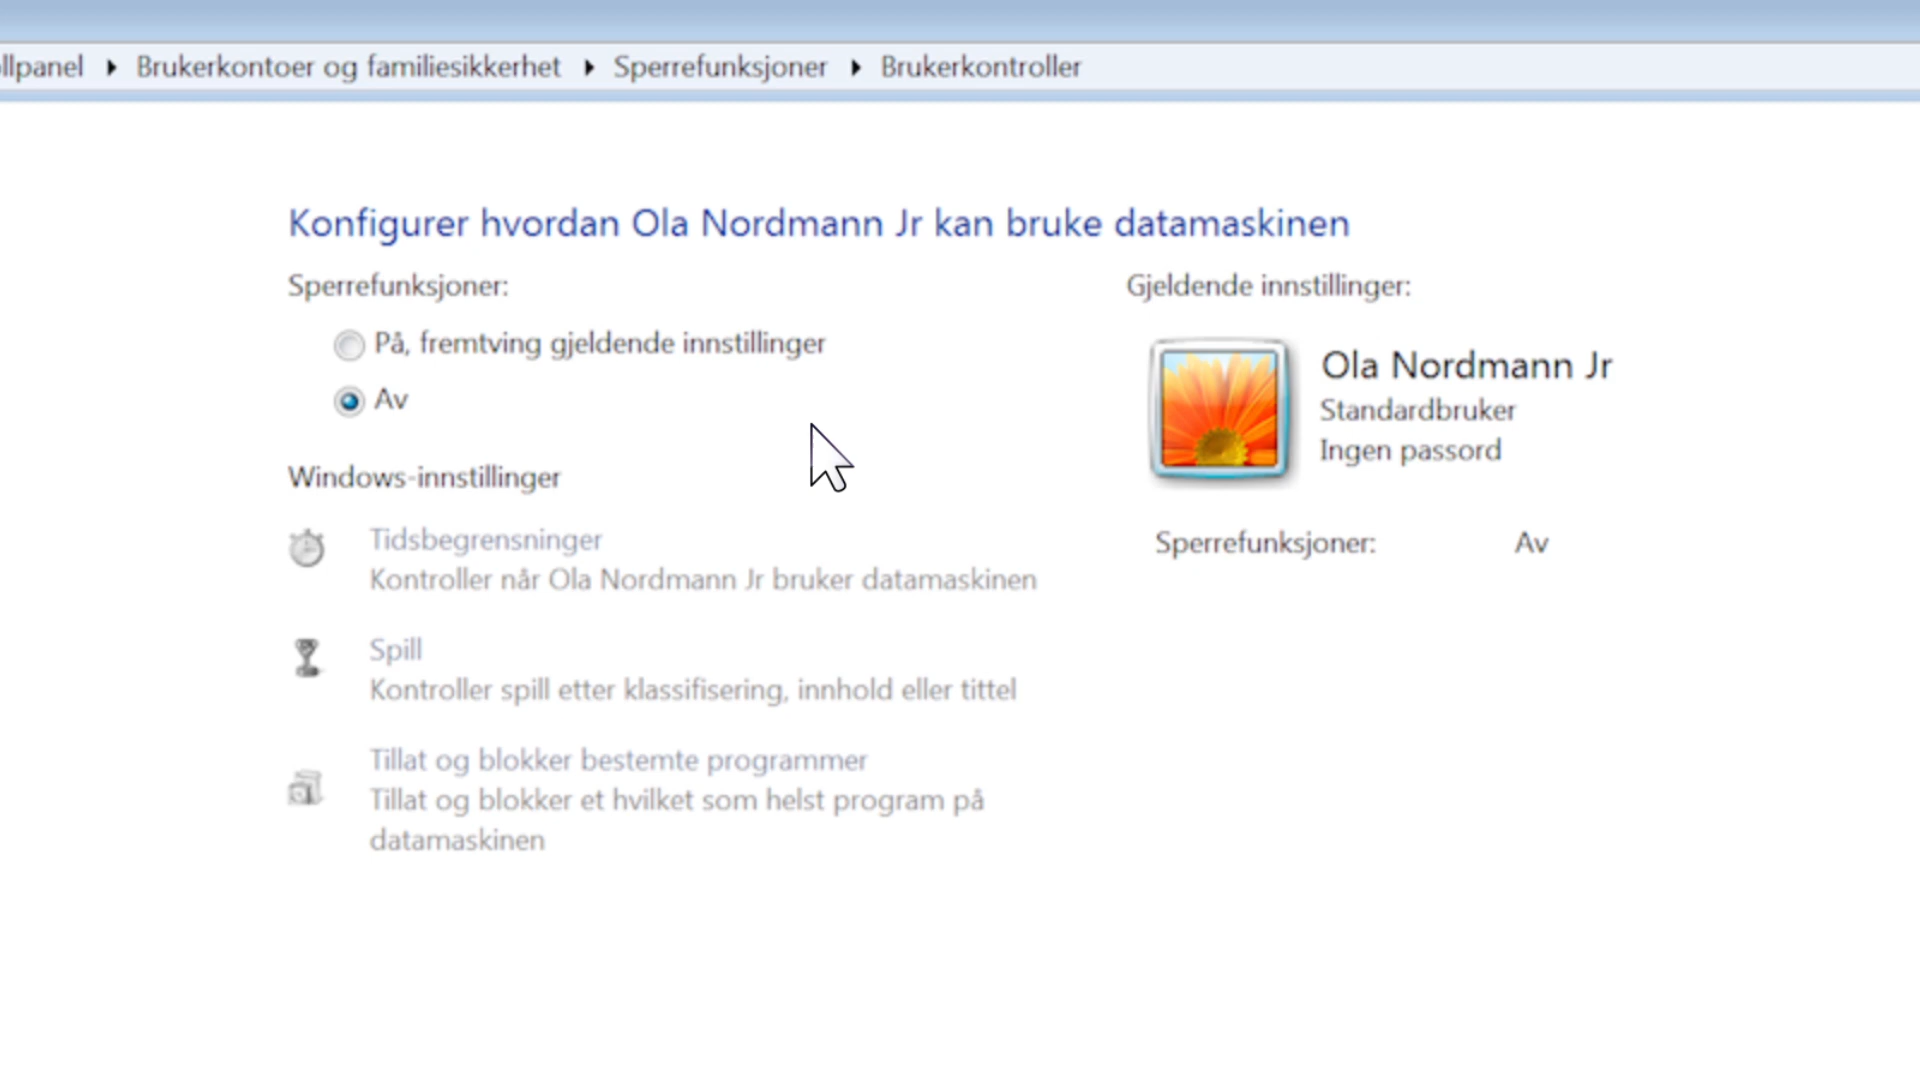 llpanel ▸ Brukerkontoer og familiesikkerhet ▸ Sperrefunksjoner ▸ Brukerkontroller
Konfigurer hvordan Ola Nordmann Jr kan bruke datamaskinen
Sperrefunksjoner:
På, fremtving gjeldende innstillinger
Av
Windows-innstillinger
Tidsbegrensninger
Kontroller når Ola Nordmann Jr bruker datamaskinen
Spill
Kontroller spill etter klassifisering, innhold eller tittel
Tillat og blokker bestemte programmer
Tillat og blokker et hvilket som helst program på
datamaskinen
Gjeldende innstillinger:
Ola Nordmann Jr
Standardbruker
Ingen passord
Sperrefunksjoner: Av